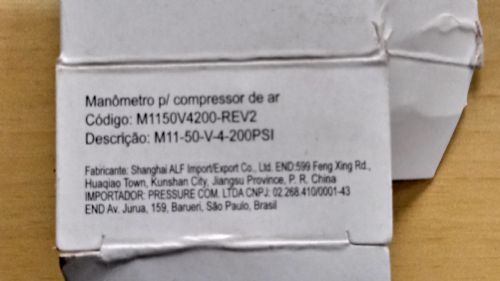 Manômetro p/ compressor de ar
Código: M1150V4200-REV2
Descrição: M11-50-V-4-200PSI
Fabricante: Shanghai ALF Import/Export Co., Ltd. END:599 Feng Xing Rd.,
Huaqiao Town, Kunshan City, Jiangsu Province, P. R. China
IMPORTADOR: PRESSURE COM. LTDA CNPJ: 02.268.410/0001-43
END Av. Jurua, 159, Barueri, São Paulo, Brasil